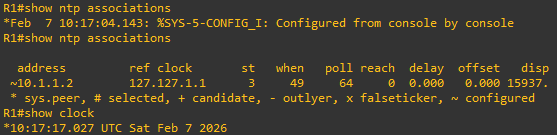 R1#show ntp associations
*Feb  7 10:17:04.143: %SYS-5-CONFIG_I: Configured from console by console
R1#show ntp associations

  address         ref clock       st   when   poll reach  delay  offset   disp
 ~10.1.1.2        127.127.1.1      3     49     64     0  0.000   0.000 15937.
 * sys.peer, # selected, + candidate, - outlyer, x falseticker, ~ configured
R1#show clock
*10:17:17.027 UTC Sat Feb 7 2026